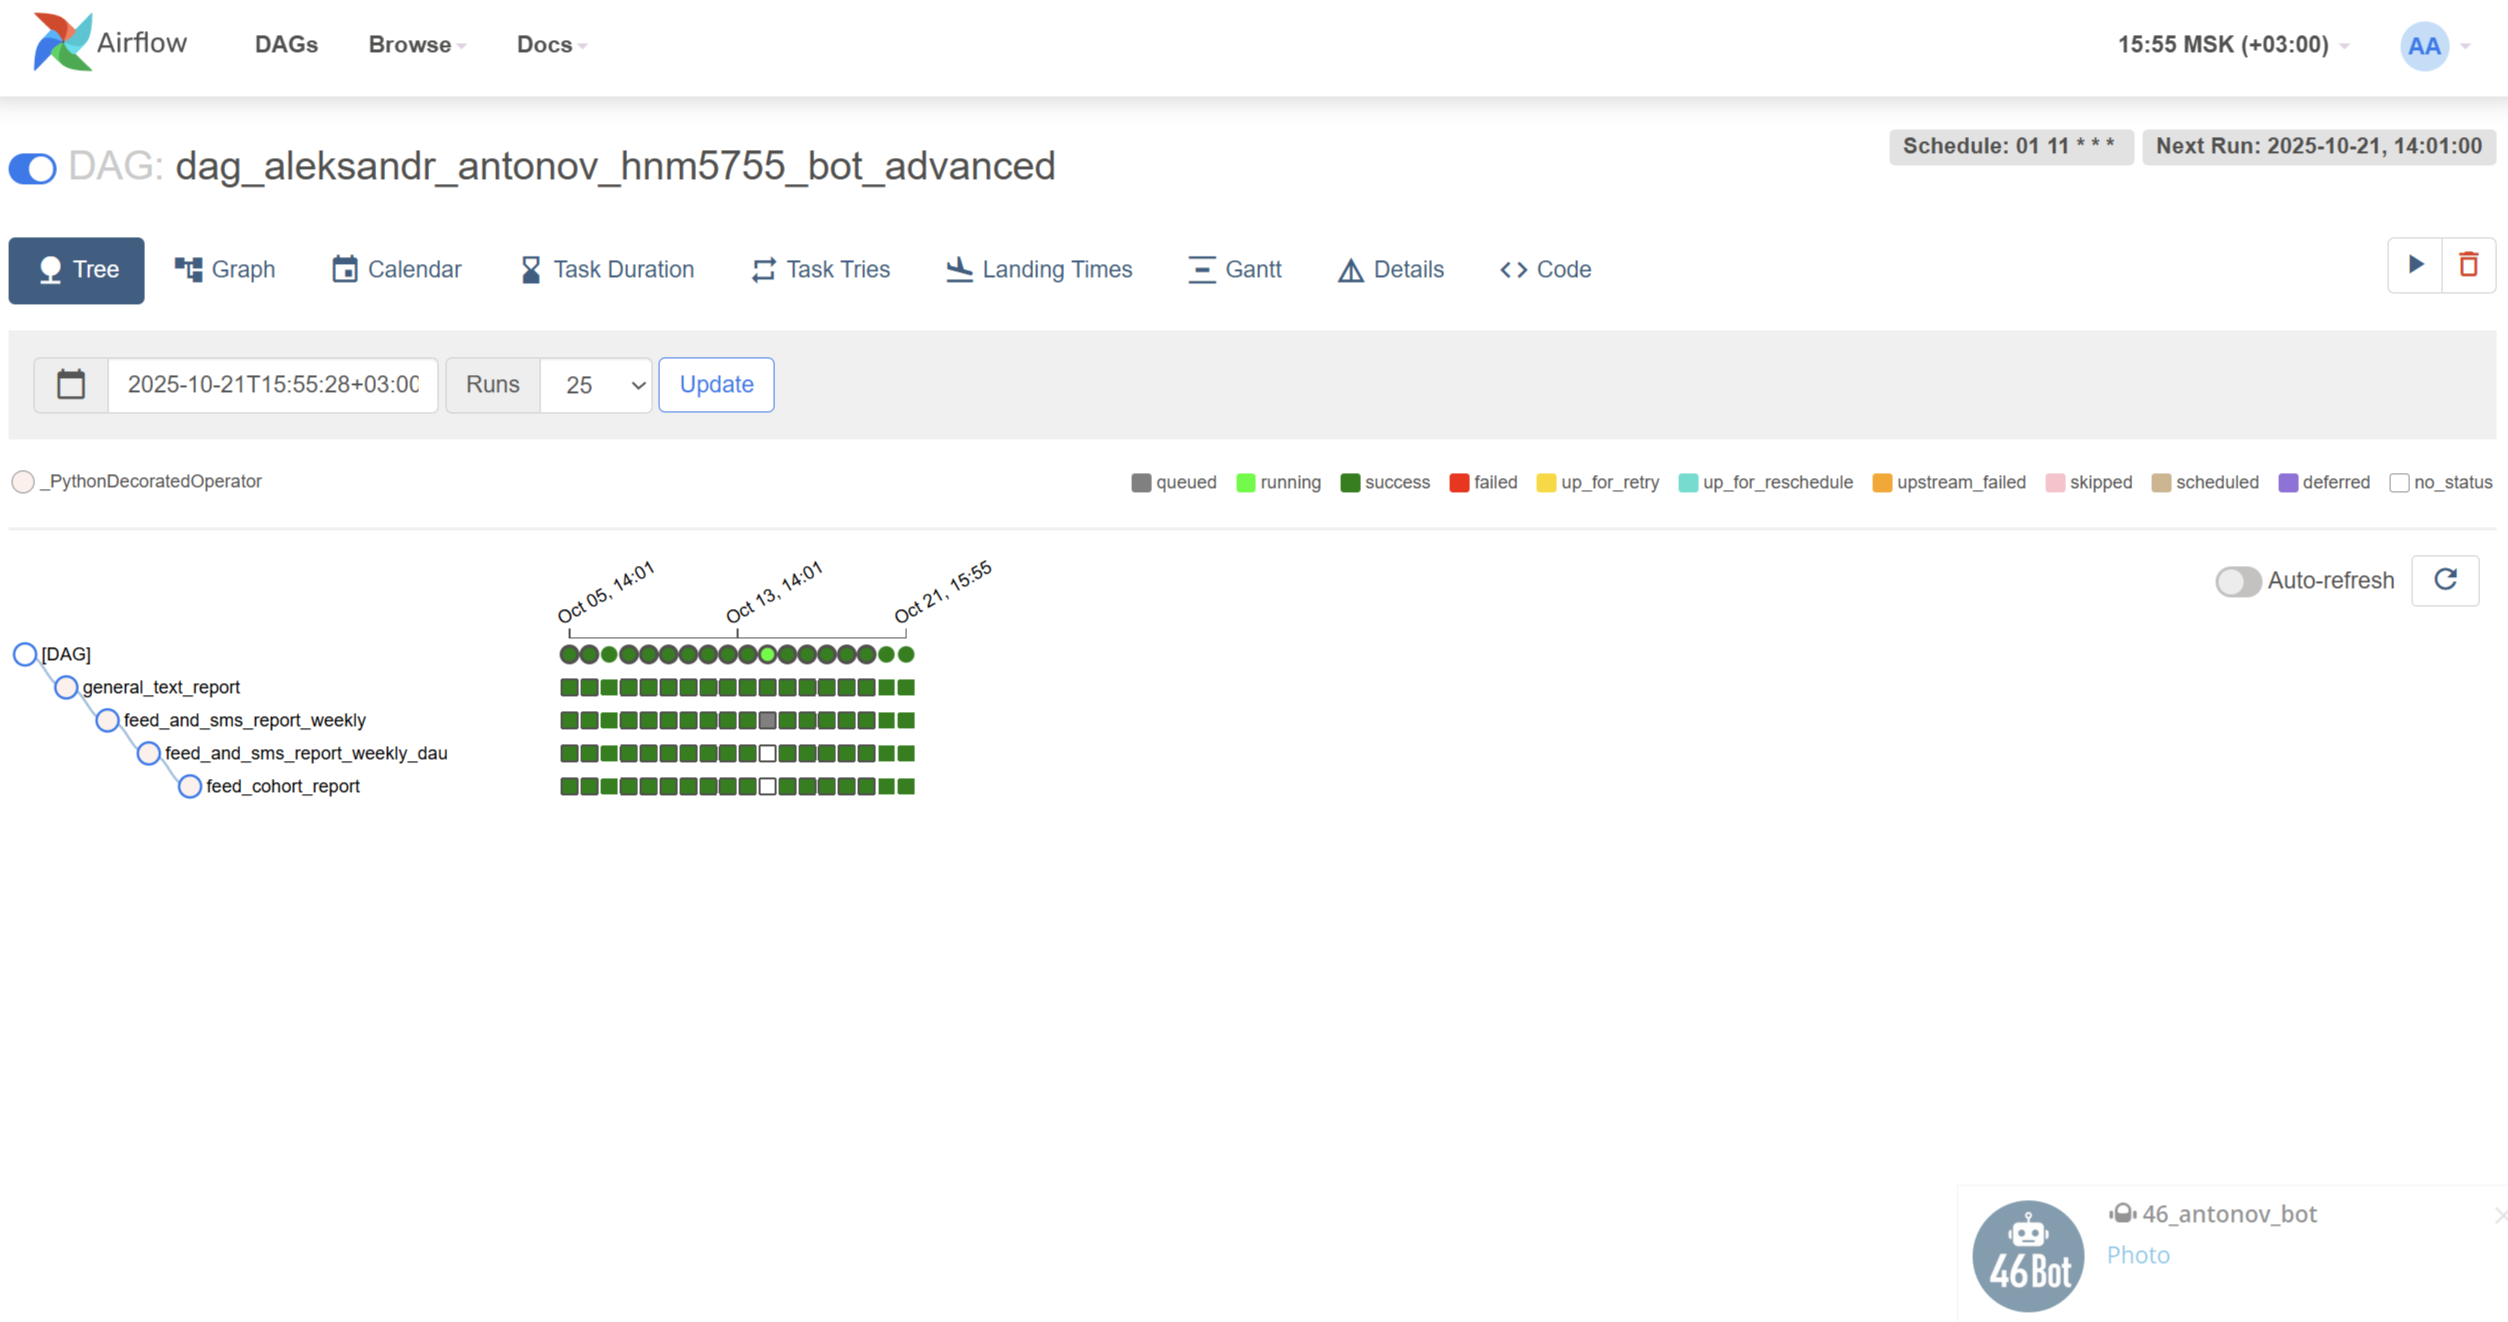 Airflow DAGs Browse Docs 15:55 MSK (+03:00) AA
DAG: dag_aleksandr_antonov_hnm5755_bot_advanced Schedule: 01 11 * * * Next Run: 2025-10-21, 14:01:00
Tree Graph Calendar Task Duration Task Tries Landing Times Gantt Details <> Code
2025-10-21T15:55:28+03:00 Runs 25 Update
_PythonDecoratedOperator queued running success failed up_for_retry up_for_reschedule upstream_failed skipped scheduled deferred no_status
Oct 05, 14:01 Oct 13, 14:01 Oct 21, 15:55
Auto-refresh
[DAG]
general_text_report
feed_and_sms_report_weekly
feed_and_sms_report_weekly_dau
feed_cohort_report
46 Bot
46_antonov_bot
Photo